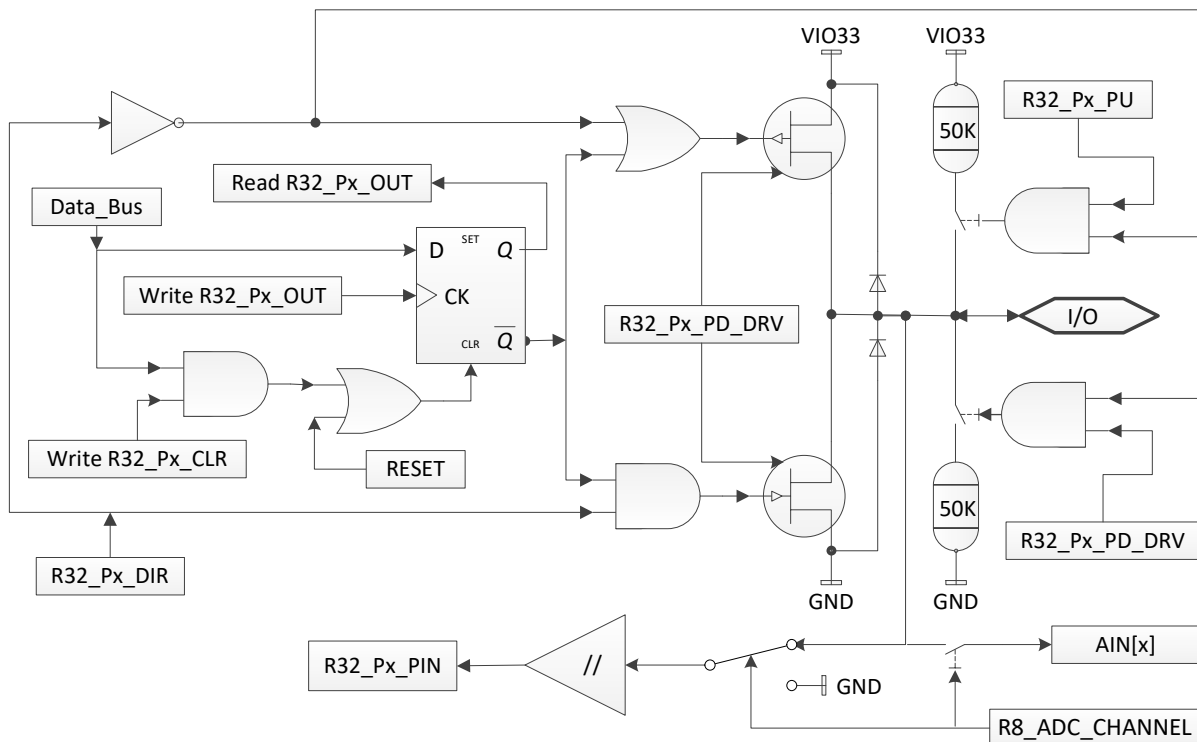 VIO33
VIO33
R32_Px_PU
50K
Read R32_Px_OUT
Data_Bus
D
SET
Q
Write R32_Px_OUT
CK
R32_Px_PD_DRV
I/O
CLR
Q
Write R32_Px_CLR
RESET
50K
R32_Px_DIR
R32_Px_PD_DRV
GND
GND
R32_Px_PIN
//
AIN[x]
GND
R8_ADC_CHANNEL